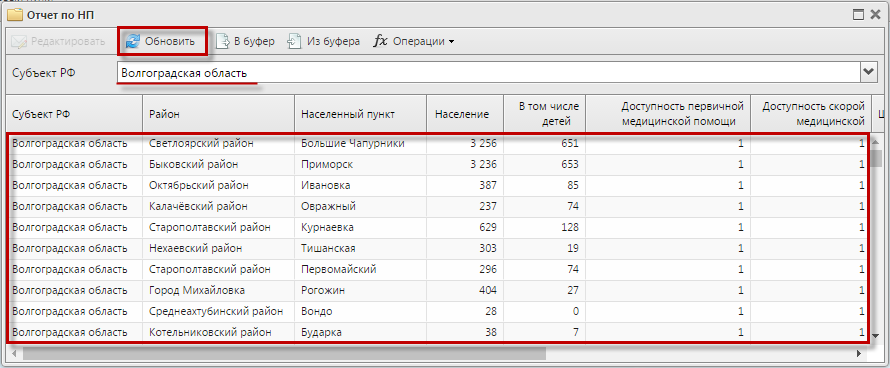 Отчет по НП
Редактировать Обновить В буфер Из буфера fx Операции
Субъект РФ Волгоградская область
Субъект РФ Район Населенный пункт Население В том числе детей Доступность первичной медицинской помощи Доступность скорой медицинской Ш
Волгоградская область Светлоярский район Большие Чапурники 3 256 651 1 1
Волгоградская область Быковский район Приморск 3 236 653 1 1
Волгоградская область Октябрьский район Ивановка 387 85 1 1
Волгоградская область Калачёвский район Овражный 237 74 1 1
Волгоградская область Старополтавский район Курнаевка 629 128 1 1
Волгоградская область Нехаевский район Тишанская 303 19 1 1
Волгоградская область Старополтавский район Первомайский 296 74 1 1
Волгоградская область Город Михайловка Рогожин 404 27 1 1
Волгоградская область Среднеахтубинский район Вондо 28 0 1 1
Волгоградская область Котельниковский район Бударка 38 7 1 1